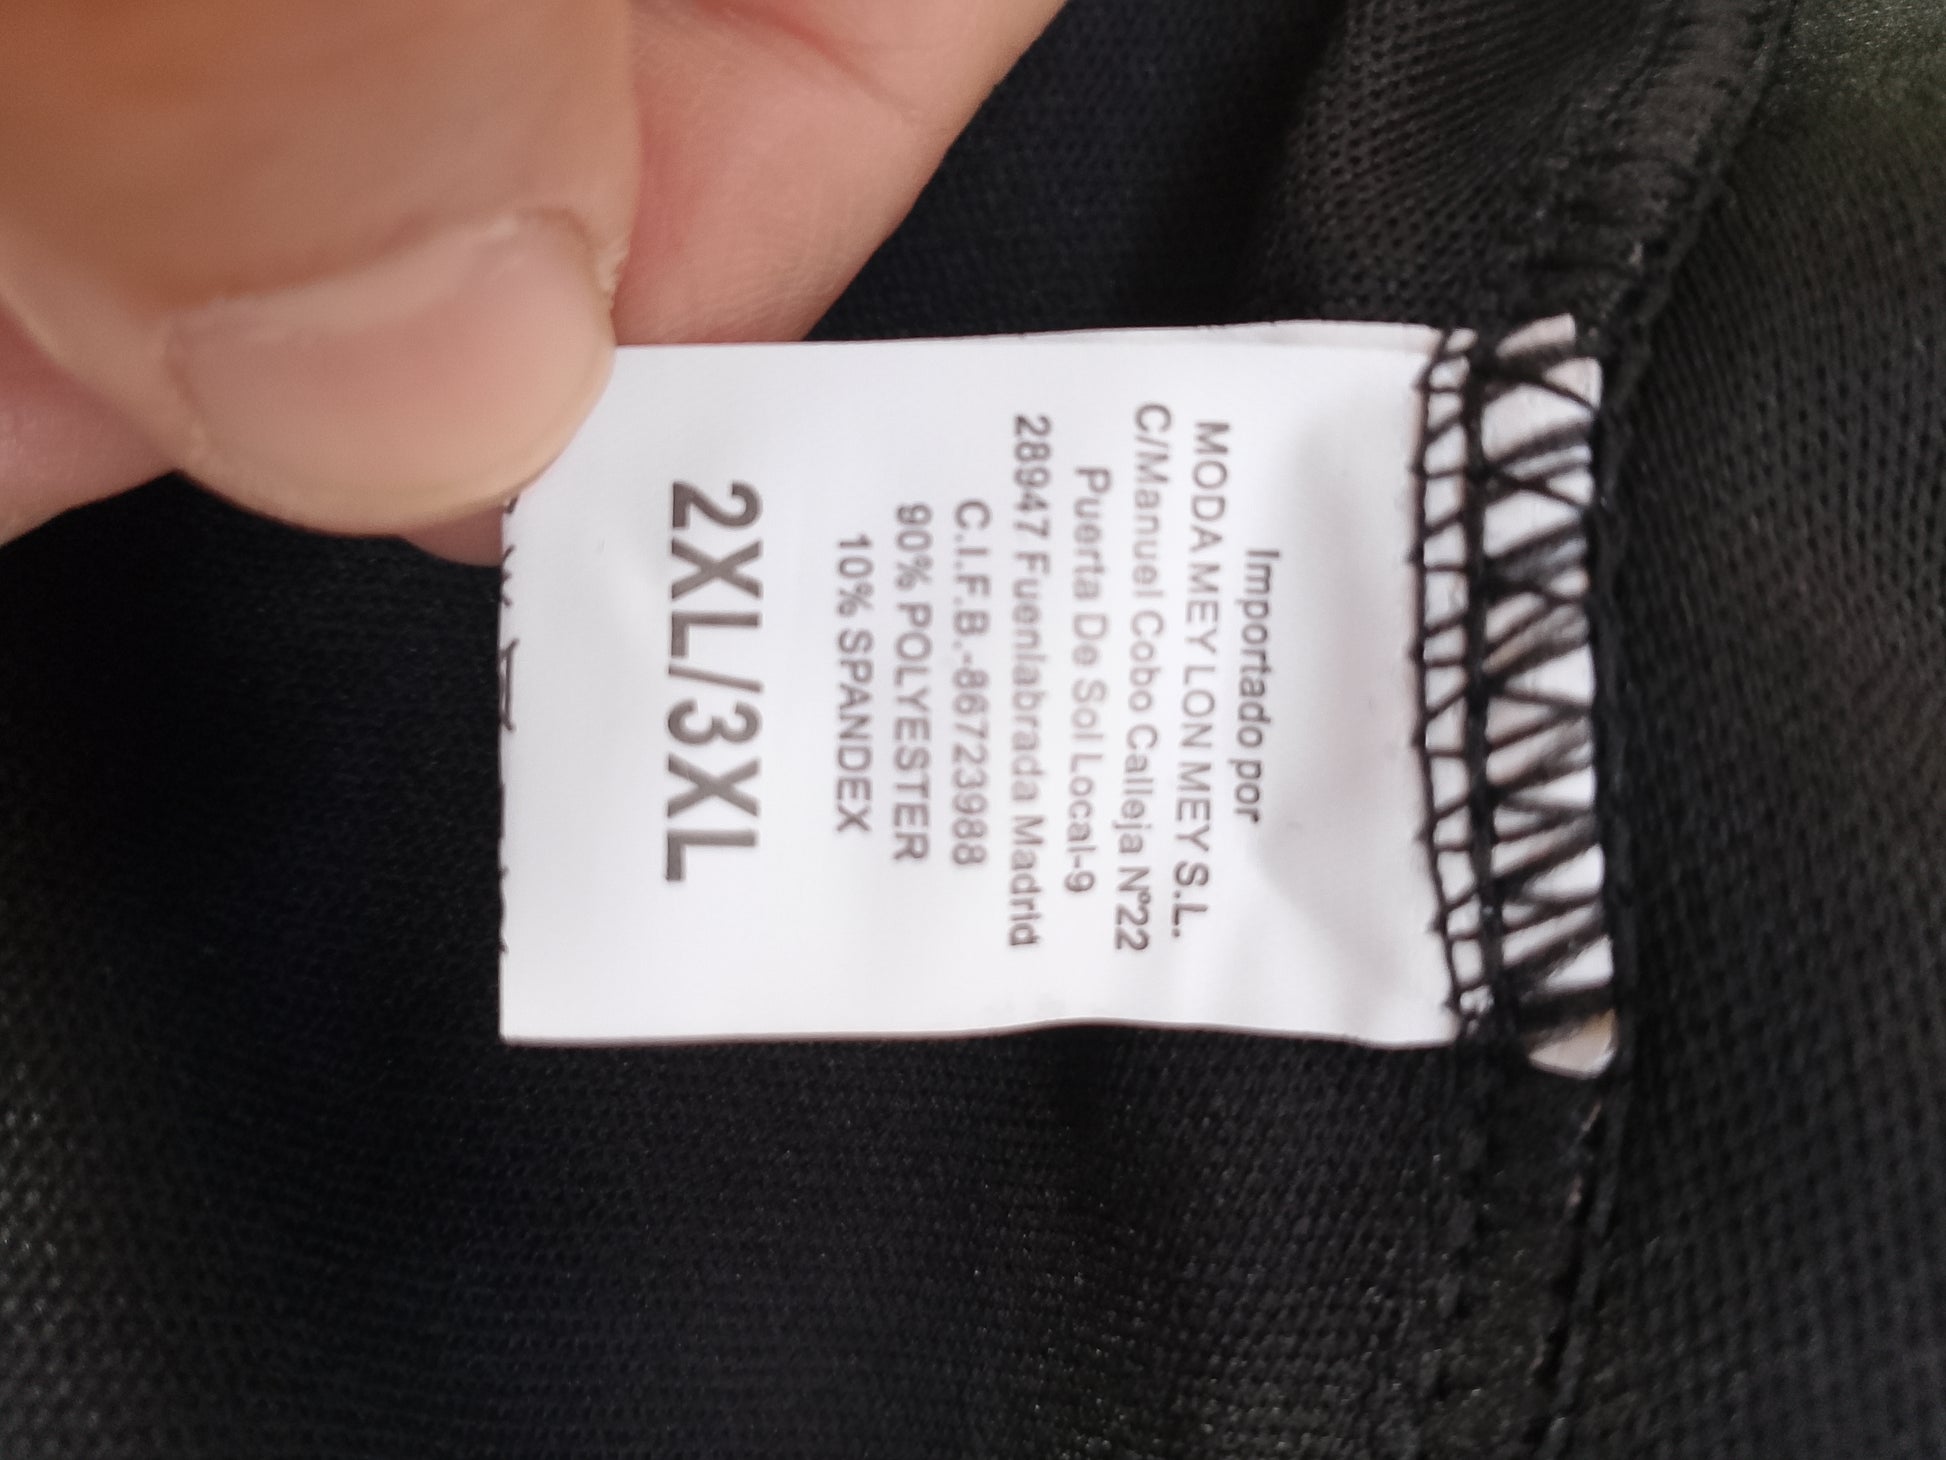 Importado por
MODA MEY LON MEY S.L.
C/Manuel Cobo Calleja Nº22
Puerta De Sol Local-9
28947 Fuenlabrada Madrid
C.I.F.B.-86723988
90% POLYESTER
10% SPANDEX
2XL/3XL